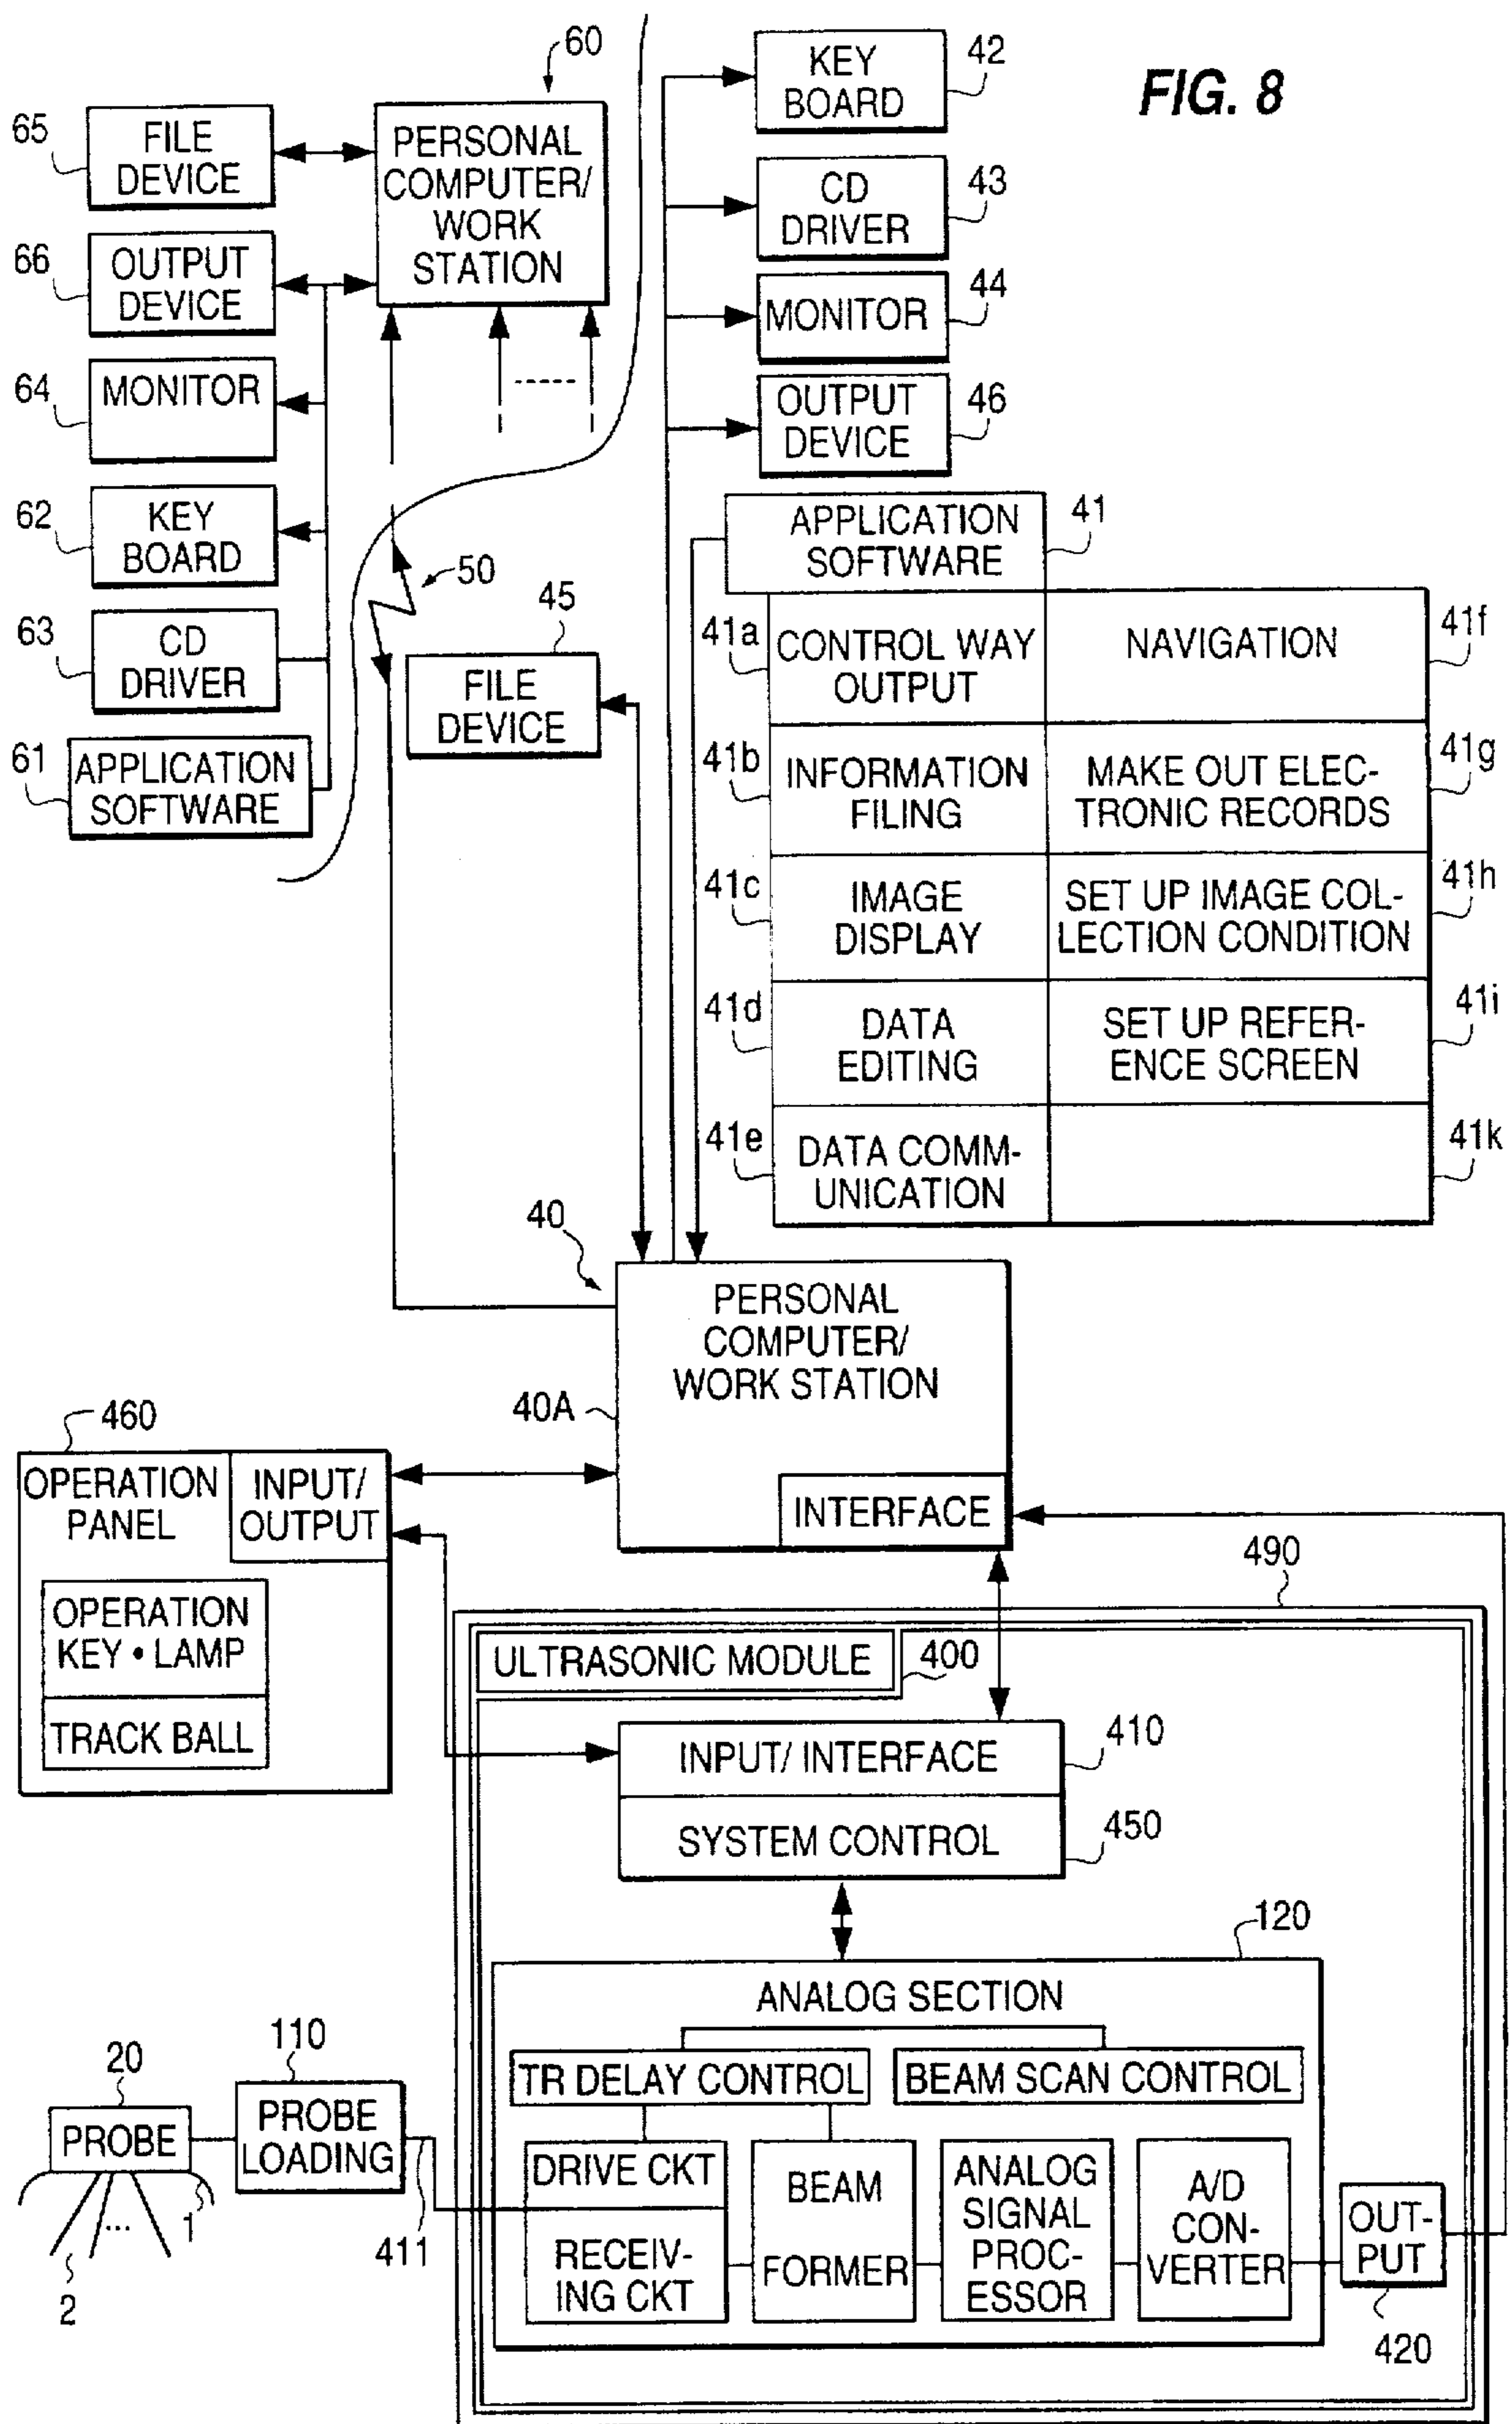 FIG. 8
60
65
FILE
DEVICE
PERSONAL
COMPUTER/
WORK
STATION
66
OUTPUT
DEVICE
64
MONITOR
62
KEY
BOARD
63
CD
DRIVER
61
APPLICATION
SOFTWARE
50
KEY
BOARD
42
CD
DRIVER
43
MONITOR
44
OUTPUT
DEVICE
46
45
FILE
DEVICE
APPLICATION
SOFTWARE
41
41a
CONTROL WAY
OUTPUT
NAVIGATION
41f
41b
INFORMATION
FILING
MAKE OUT ELEC-
TRONIC RECORDS
41g
41c
IMAGE
DISPLAY
SET UP IMAGE COL-
LECTION CONDITION
41h
41d
DATA
EDITING
SET UP REFER-
ENCE SCREEN
41i
41e
DATA COMM-
UNICATION
41k
40
PERSONAL
COMPUTER/
WORK STATION
40A
INTERFACE
460
OPERATION
PANEL
INPUT/
OUTPUT
OPERATION
KEY • LAMP
TRACK BALL
490
ULTRASONIC MODULE
400
INPUT/ INTERFACE
410
SYSTEM CONTROL
450
120
ANALOG SECTION
TR DELAY CONTROL
BEAM SCAN CONTROL
20
PROBE
110
PROBE
LOADING
1
...
2
411
DRIVE CKT
RECEIV-
ING CKT
BEAM
FORMER
ANALOG
SIGNAL
PROC-
ESSOR
A/D
CON-
VERTER
OUT-
PUT
420